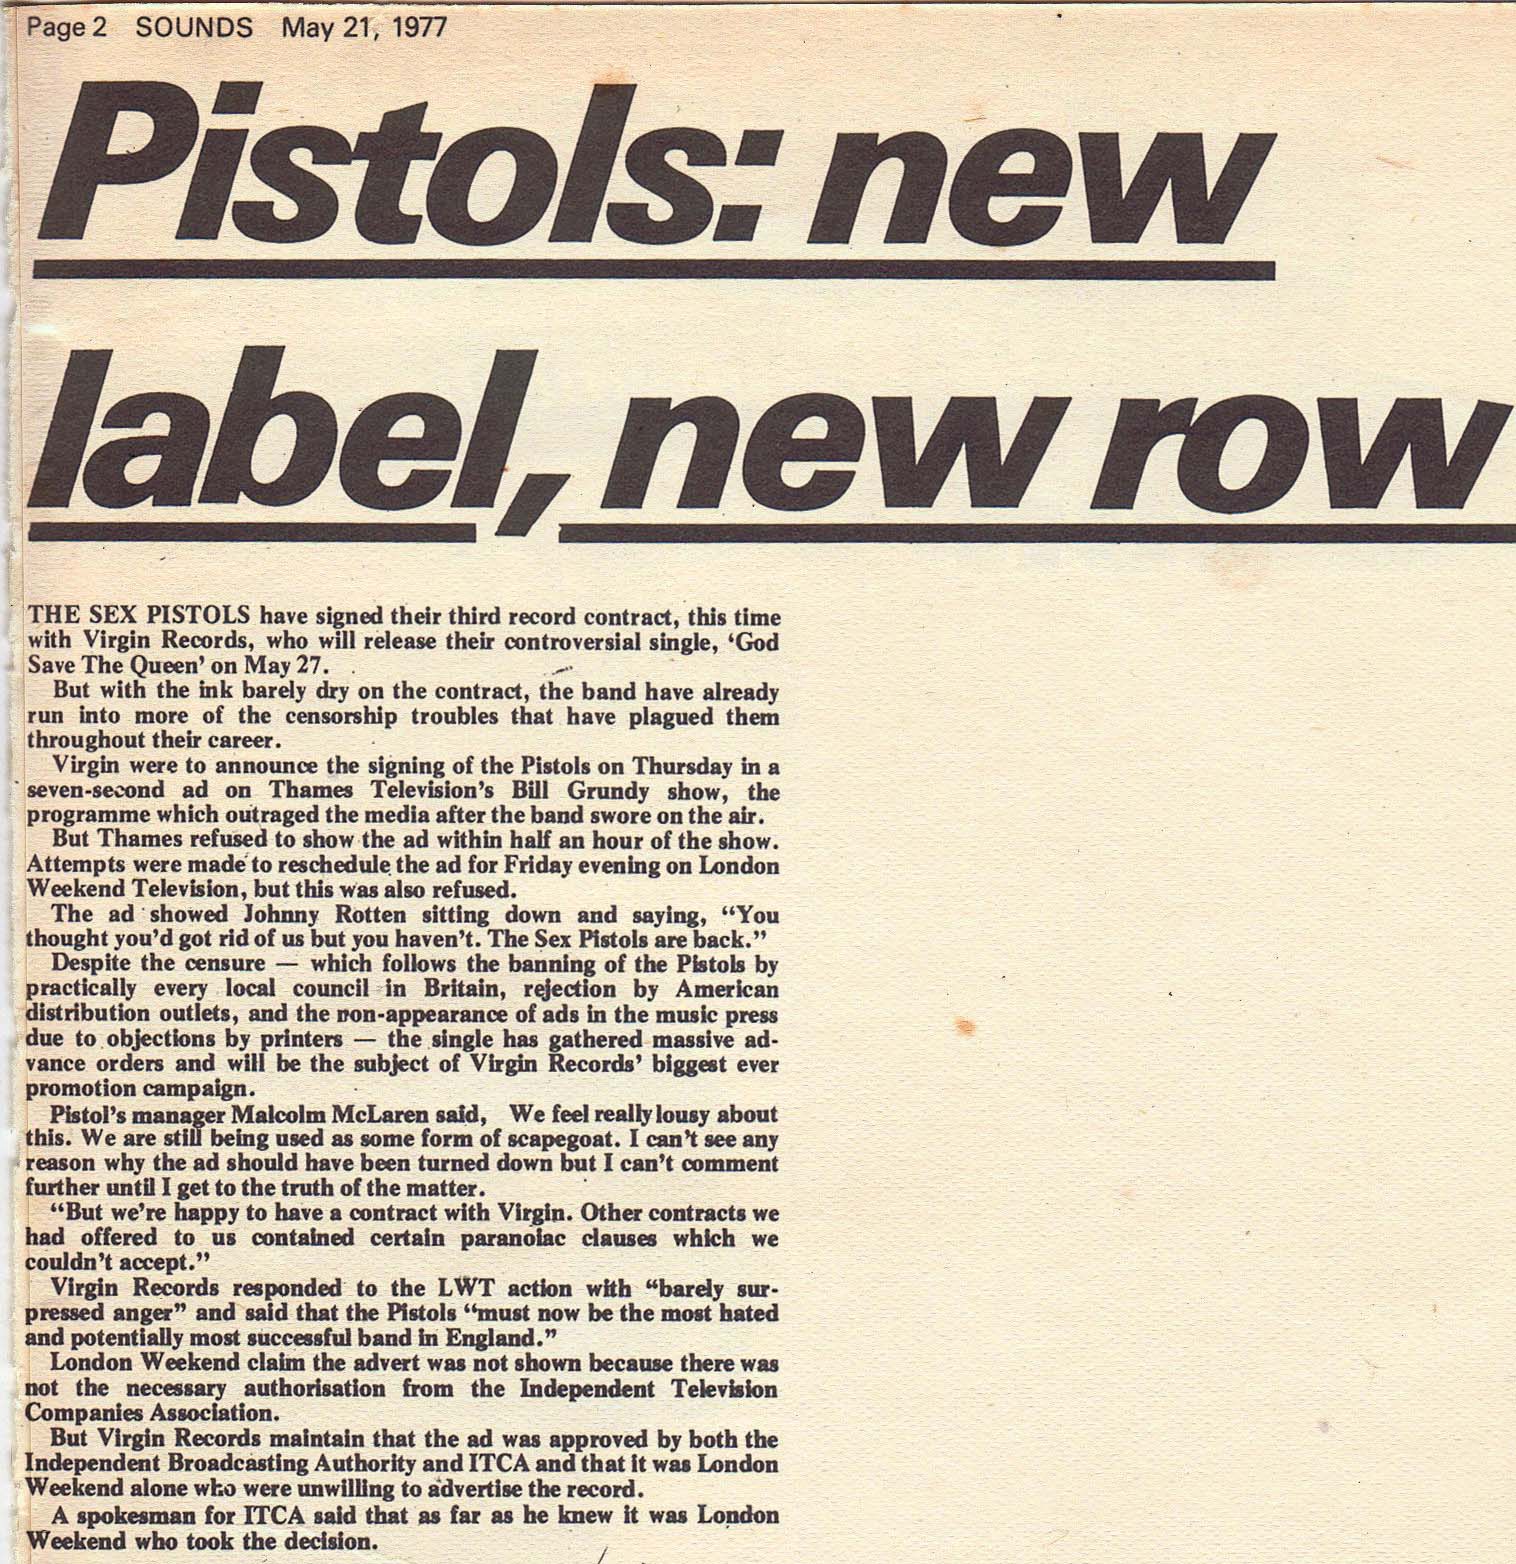 Page 2 SOUNDS May 21, 1977
Pistols: new
label, new row
THE SEX PISTOLS have signed their third record contract, this time
with Virgin Records, who will release their controversial single, ‘God
Save The Queen’ on May 27.
But with the ink barely dry on the contract, the band have already
run into more of the censorship troubles that have plagued them
throughout their career.
Virgin were to announce the signing of the Pistols on Thursday in a
seven-second ad on Thames Television’s Bill Grundy show, the
programme which outraged the media after the band swore on the air.
But Thames refused to show the ad within half an hour of the show.
Attempts were made to reschedule the ad for Friday evening on London
Weekend Television, but this was also refused.
The ad showed Johnny Rotten sitting down and saying, “You
thought you’d got rid of us but you haven’t. The Sex Pistols are back.”
Despite the censure — which follows the banning of the Pistols by
practically every local council in Britain, rejection by American
distribution outlets, and the non-appearance of ads in the music press
due to objections by printers — the single has gathered massive ad-
vance orders and will be the subject of Virgin Records’ biggest ever
promotion campaign.
Pistol’s manager Malcolm McLaren said, We feel really lousy about
this. We are still being used as some form of scapegoat. I can’t see any
reason why the ad should have been turned down but I can’t comment
further until I get to the truth of the matter.
“But we’re happy to have a contract with Virgin. Other contracts we
had offered to us contained certain paranoiac clauses which we
couldn’t accept.”
Virgin Records responded to the LWT action with “barely sur-
pressed anger” and said that the Pistols “must now be the most hated
and potentially most successful band in England.”
London Weekend claim the advert was not shown because there was
not the necessary authorisation from the Independent Television
Companies Association.
But Virgin Records maintain that the ad was approved by both the
Independent Broadcasting Authority and ITCA and that it was London
Weekend alone who were unwilling to advertise the record.
A spokesman for ITCA said that as far as he knew it was London
Weekend who took the decision.